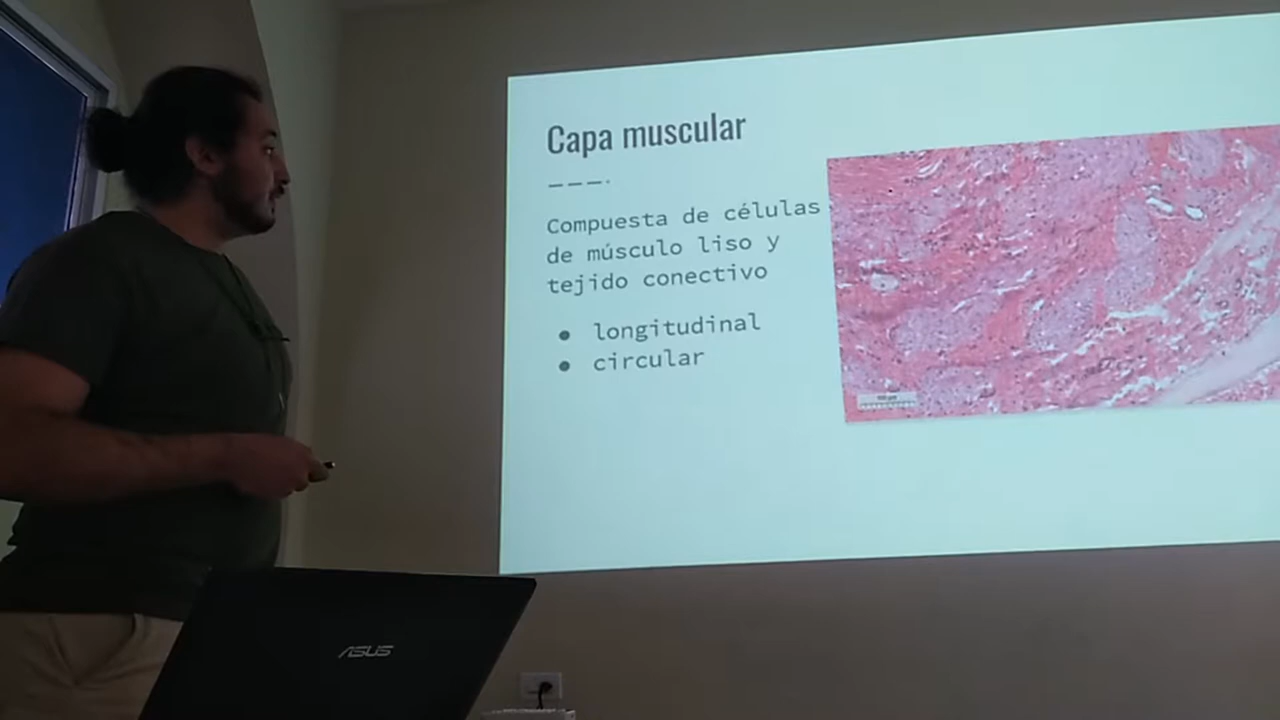 Capa muscular
Compuesta de células
de músculo liso y
tejido conectivo
● longitudinal
● circular
ASUS